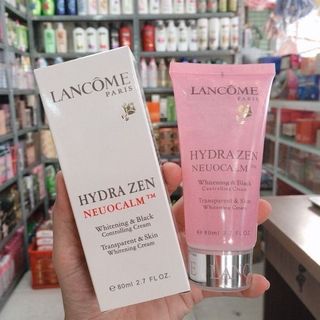 LANCÔME
PARIS
HYDRA ZEN
NEUOCALM™
Whitening & Black
Controlling Cream
Transparent & Skin
Whitening Cream
℮ 80ml 2.7 FL.OZ.
LANCÔME
PARIS
HYDRA ZEN
NEUOCALM™
Whitening & Black
Controlling Cream
Transparent & Skin
Whitening Cream
℮ 80ml 2.7 FL.OZ.
E LANC